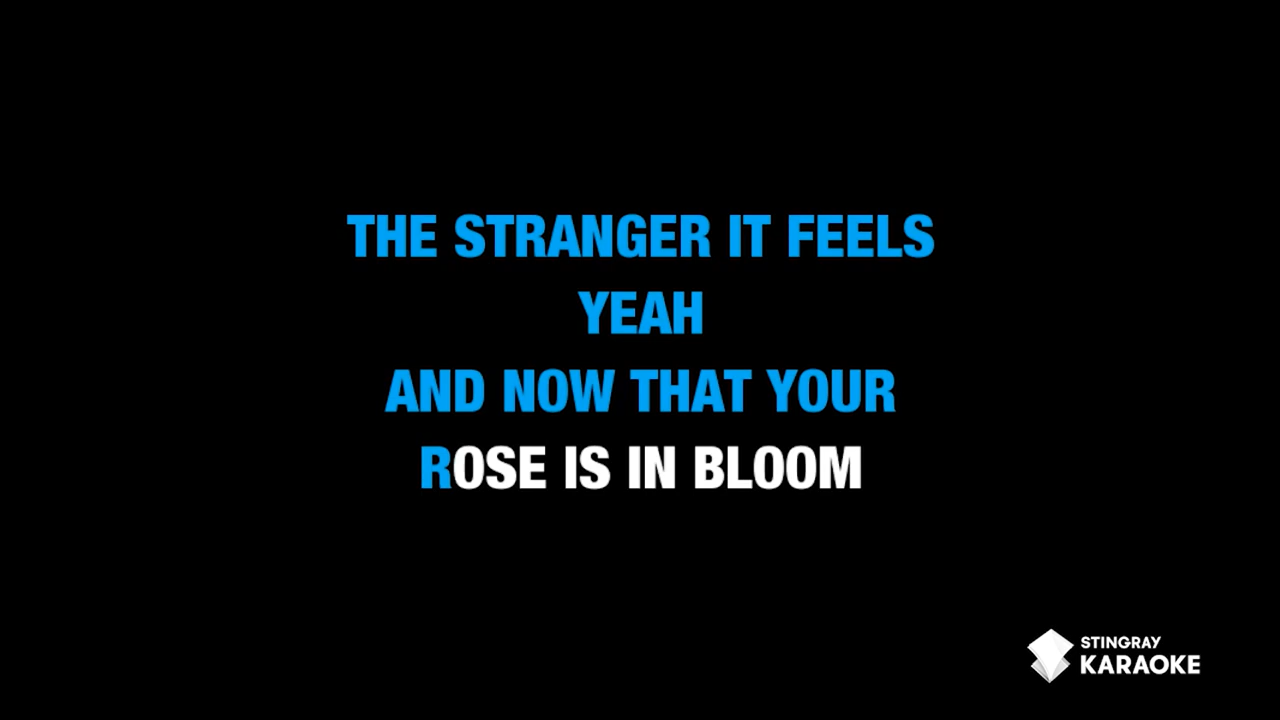 THE STRANGER IT FEELS
YEAH
AND NOW THAT YOUR
ROSE IS IN BLOOM
STINGRAY
KARAOKE